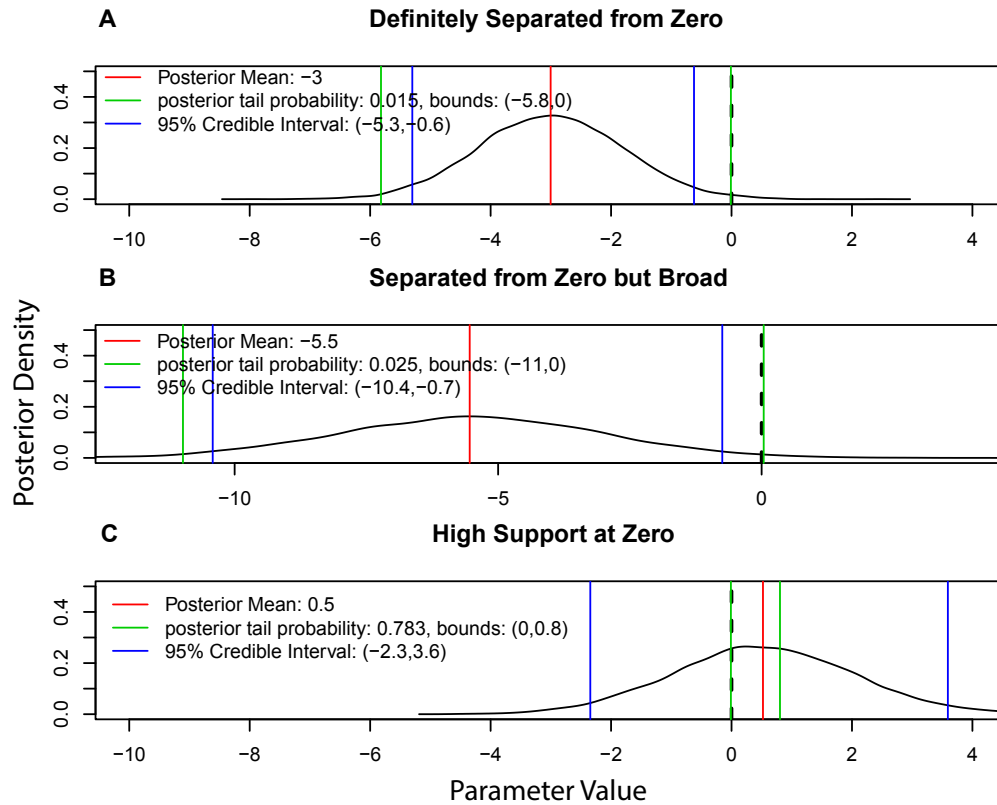 A
Definitely Separated from Zero
Posterior Mean: −3
posterior tail probability: 0.015, bounds: (−5.8,0)
95% Credible Interval: (−5.3,−0.6)
0.4
0.2
0.0
−10 −8 −6 −4 −2 0 2 4
B
Separated from Zero but Broad
Posterior Mean: −5.5
posterior tail probability: 0.025, bounds: (−11,0)
95% Credible Interval: (−10.4,−0.7)
0.4
0.2
0.0
−10 −5 0
Posterior Density
C
High Support at Zero
Posterior Mean: 0.5
posterior tail probability: 0.783, bounds: (0,0.8)
95% Credible Interval: (−2.3,3.6)
0.4
0.2
0.0
−10 −8 −6 −4 −2 0 2 4
Parameter Value